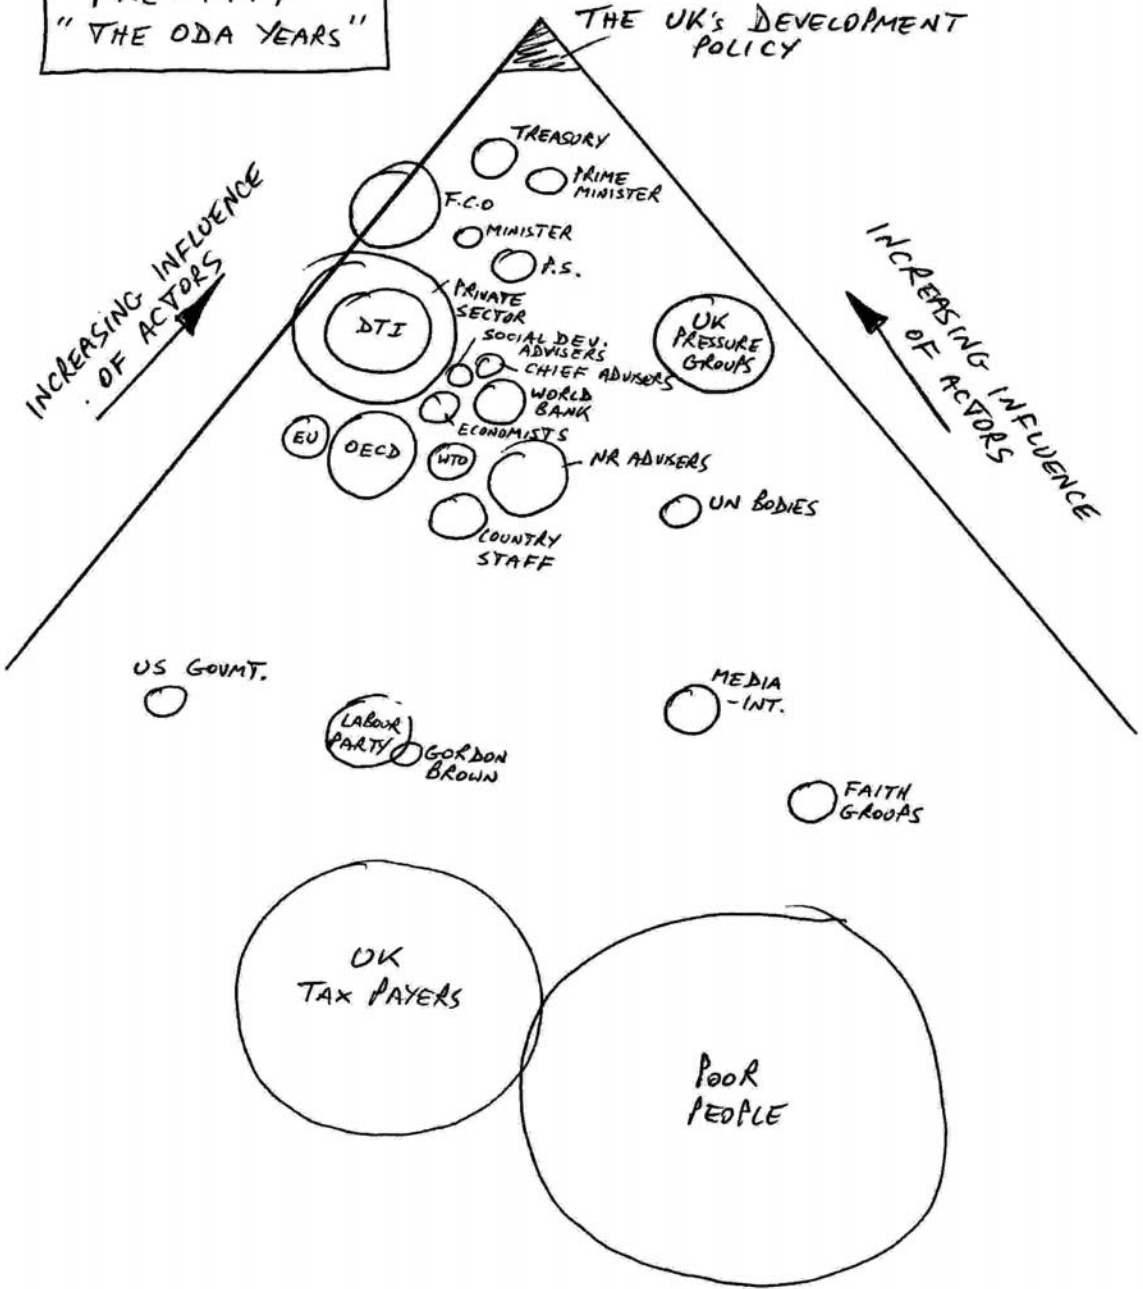 " THE ODA YEARS"
THE UK'S DEVELOPMENT
POLICY
TREASURY
PRIME
MINISTER
F.C.O
MINISTER
P.S.
INCREASING INFLUENCE
OF ACTORS
PRIVATE
SECTOR
DTI
UK
PRESSURE
GROUPS
INCREASING INFLUENCE
OF ACTORS
SOCIAL DEV.
ADVISERS
CHIEF ADVISERS
WORLD
BANK
ECONOMISTS
EU
OECD
WTO
NR ADVISERS
UN BODIES
COUNTRY
STAFF
US GOVMT.
MEDIA
-INT.
LABOUR
PARTY
GORDON
BROWN
FAITH
GROUPS
UK
TAX PAYERS
POOR
PEOPLE